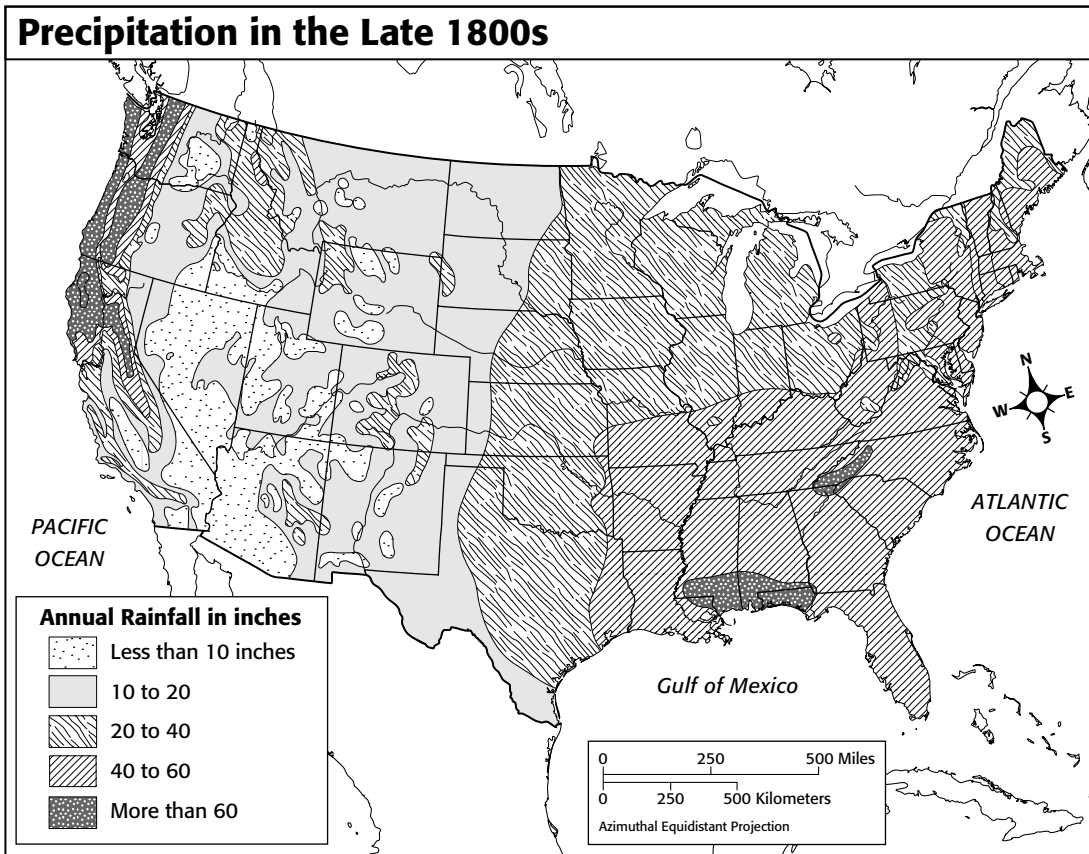 Precipitation in the Late 1800s
N
W
E
S
PACIFIC
OCEAN
ATLANTIC
OCEAN
Gulf of Mexico
Annual Rainfall in inches
Less than 10 inches
10 to 20
20 to 40
40 to 60
More than 60
0 250 500 Miles
0 250 500 Kilometers
Azimuthal Equidistant Projection